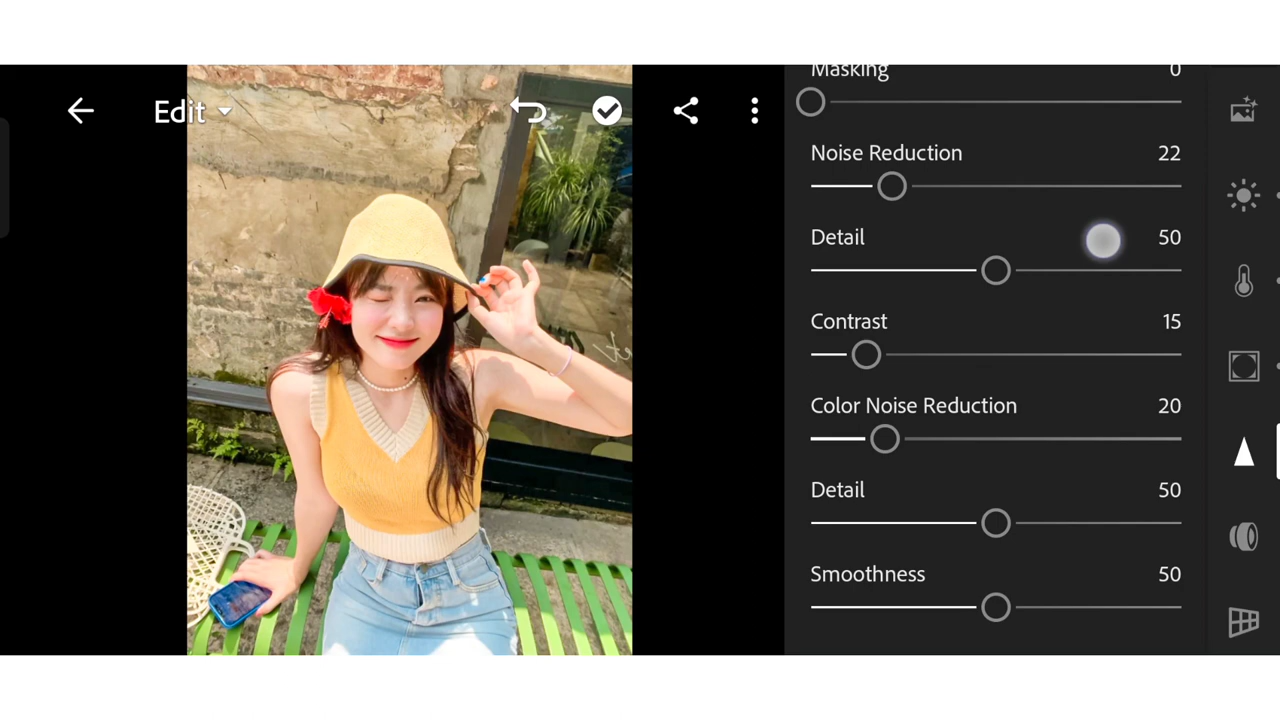 Masking 0
Edit
Noise Reduction 22
Detail 50
Contrast 15
Color Noise Reduction 20
Detail 50
Smoothness 50